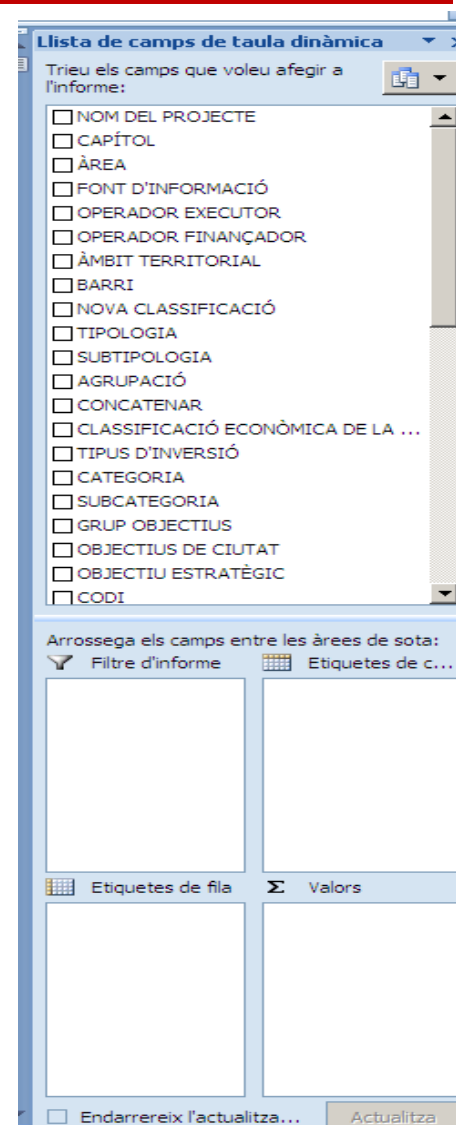 Llista de camps de taula dinàmica
Trieu els camps que voleu afegir a
l'informe:
NOM DEL PROJECTE
CAPÍTOL
ÀREA
FONT D'INFORMACIÓ
OPERADOR EXECUTOR
OPERADOR FINANÇADOR
ÀMBIT TERRITORIAL
BARRI
NOVA CLASSIFICACIÓ
TIPOLOGIA
SUBTIPOLOGIA
AGRUPACIÓ
CONCATENAR
CLASSIFICACIÓ ECONÒMICA DE LA ...
TIPUS D'INVERSIÓ
CATEGORIA
SUBCATEGORIA
GRUP OBJECTIUS
OBJECTIUS DE CIUTAT
OBJECTIU ESTRATÈGIC
CODI
Arrossega els camps entre les àrees de sota:
Filtre d'informe
Etiquetes de c...
Etiquetes de fila
Σ Valors
Endarrereix l'actualitza...
Actualitza